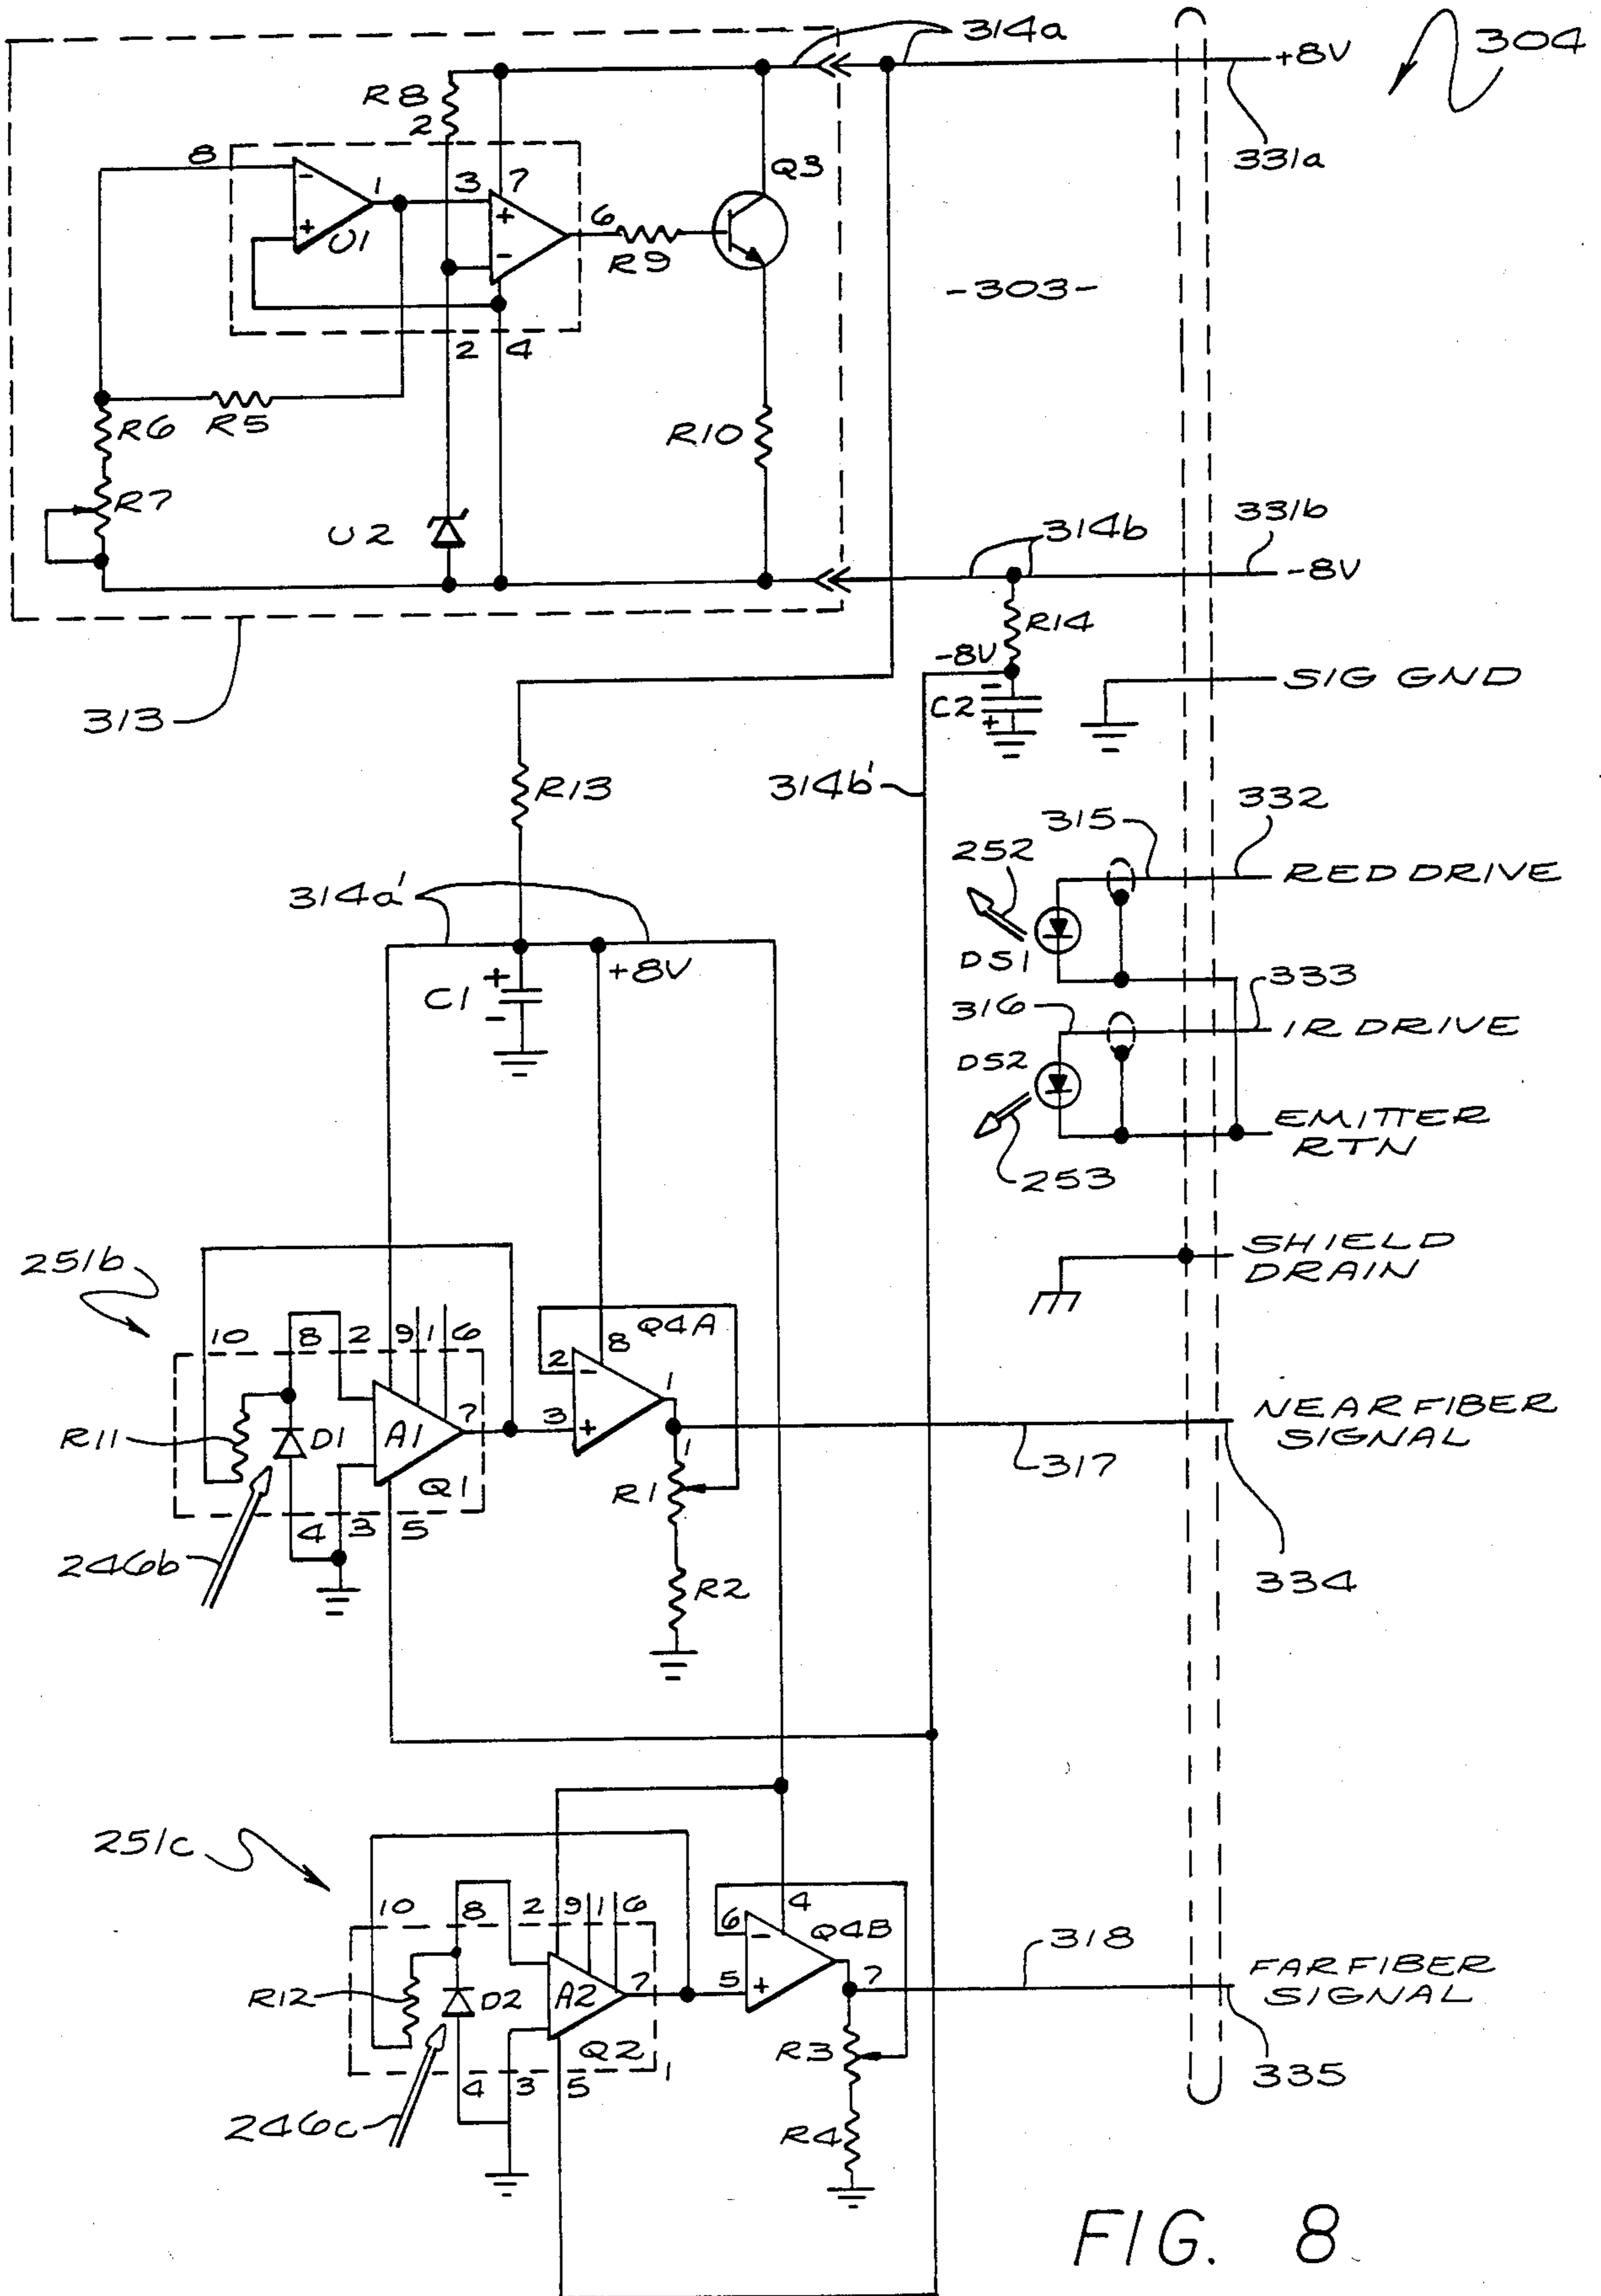 314a
304
+8V
331a
R8
2
8
-
+
1
U1
3
7
+
-
6
R9
Q3
-303-
2
4
R6
R5
R10
R7
U2
314b
331b
-8V
R14
-8V
-
C2
+
SIG GND
313
R13
314b'
315
332
252
RED DRIVE
DS1
314a'
+8V
+
C1
-
316
333
IR DRIVE
DS2
253
EMITTER
RTN
SHIELD
DRAIN
251b
10
8
2
9
1
6
8
Q4A
2
-
3
+
1
R11
D1
A1
7
Q1
1
R1
317
NEAR FIBER
SIGNAL
334
4
3
5
246b
R2
251c
10
8
2
9
1
6
4
6
-
Q4B
5
+
7
R12
D2
A2
7
Q2
R3
318
FAR FIBER
SIGNAL
335
4
3
5
246c
R4
FIG. 8